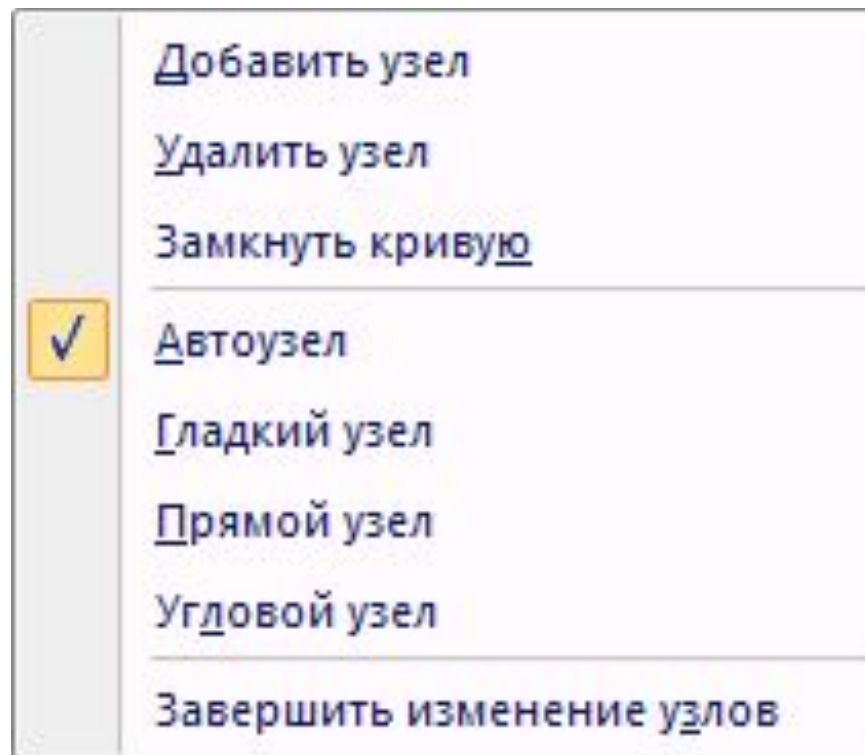 Добавить узел
Удалить узел
Замкнуть кривую
Автоузел
Гладкий узел
Прямой узел
Угловой узел
Завершить изменение узлов